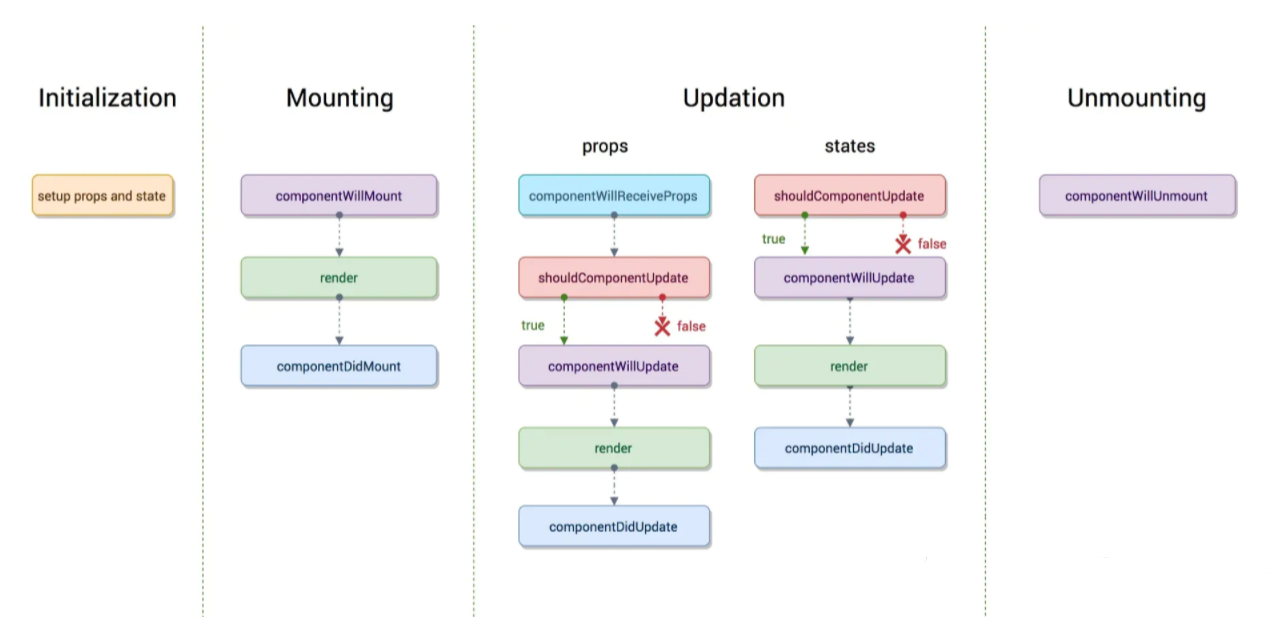 Initialization
Mounting
Updation
Unmounting
props
states
setup props and state
componentWillMount
componentWillReceiveProps
shouldComponentUpdate
componentWillUnmount
true
false
render
shouldComponentUpdate
componentWillUpdate
true
false
componentDidMount
componentWillUpdate
render
render
componentDidUpdate
componentDidUpdate